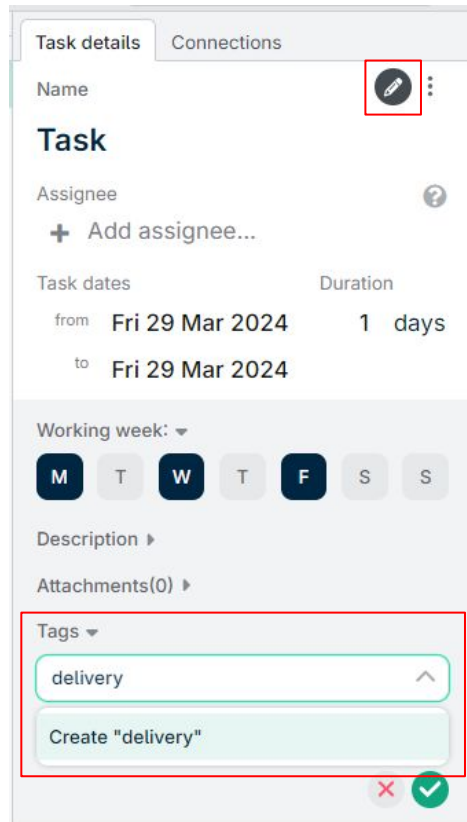 Task details Connections
Name
Task
Assignee
Add assignee...
Task dates Duration
from Fri 29 Mar 2024 1 days
to Fri 29 Mar 2024
Working week:
M T W T F S S
Description
Attachments(0)
Tags
delivery
Create "delivery"